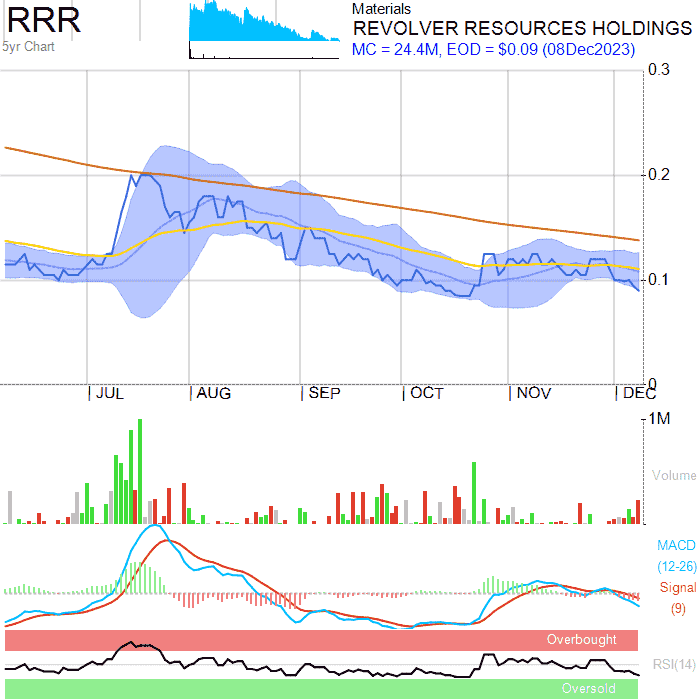 RRR
5yr Chart
Materials
REVOLVER RESOURCES HOLDINGS
MC = 24.4M, EOD = $0.09 (08Dec2023)
0.3
0.2
0.1
0
JUL AUG SEP OCT NOV DEC
1M
Volume
MACD
(12-26)
Signal
(9)
Overbought
RSI(14)
Oversold